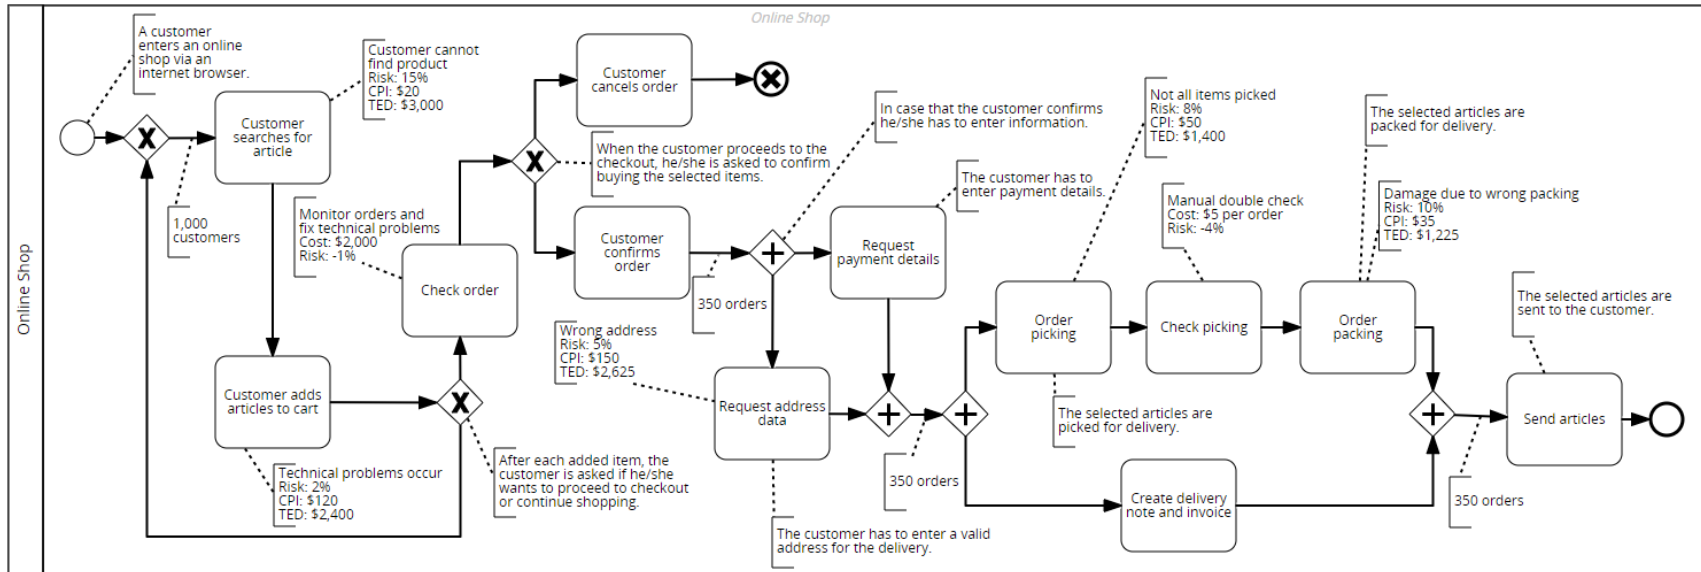 Online Shop
Online Shop
A customer
enters an online
shop via an
internet browser.
Customer
searches for
article
Customer cannot
find product
Risk: 15%
CPI: $20
TED: $3,000
1,000
customers
Customer adds
articles to cart
Technical problems occur
Risk: 2%
CPI: $120
TED: $2,400
Monitor orders and
fix technical problems
Cost: $2,000
Risk: -1%
Check order
After each added item, the
customer is asked if he/she
wants to proceed to checkout
or continue shopping.
Customer
cancels order
When the customer proceeds to the
checkout, he/she is asked to confirm
buying the selected items.
Customer
confirms
order
350 orders
In case that the customer confirms
he/she has to enter information.
Request
payment details
The customer has to
enter payment details.
Wrong address
Risk: 5%
CPI: $150
TED: $2,625
Request address
data
The customer has to enter a valid
address for the delivery.
350 orders
Order
picking
Not all items picked
Risk: 8%
CPI: $50
TED: $1,400
The selected articles are
picked for delivery.
Manual double check
Cost: $5 per order
Risk: -4%
Check picking
The selected articles are
packed for delivery.
Damage due to wrong packing
Risk: 10%
CPI: $35
TED: $1,225
Order
packing
Create delivery
note and invoice
The selected articles are
sent to the customer.
Send articles
350 orders